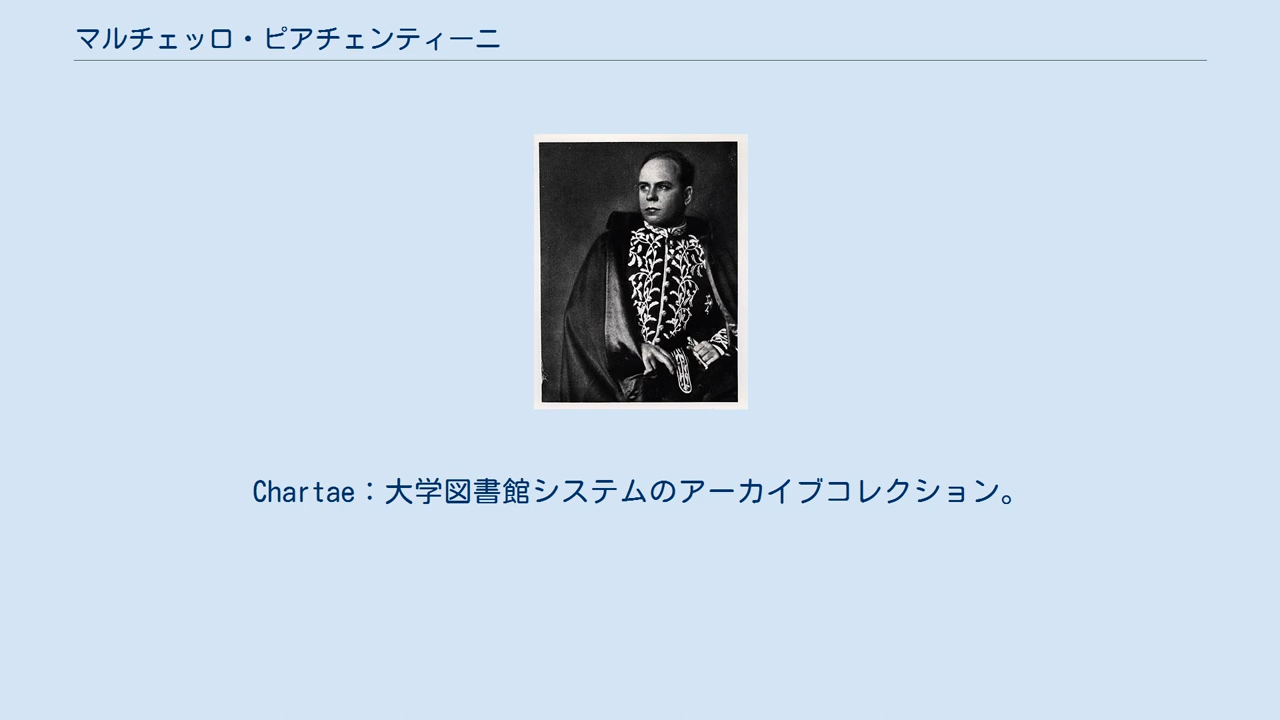 マルチェッロ・ピアチェンティーニ
Chartae：大学図書館システムのアーカイブコレクション。